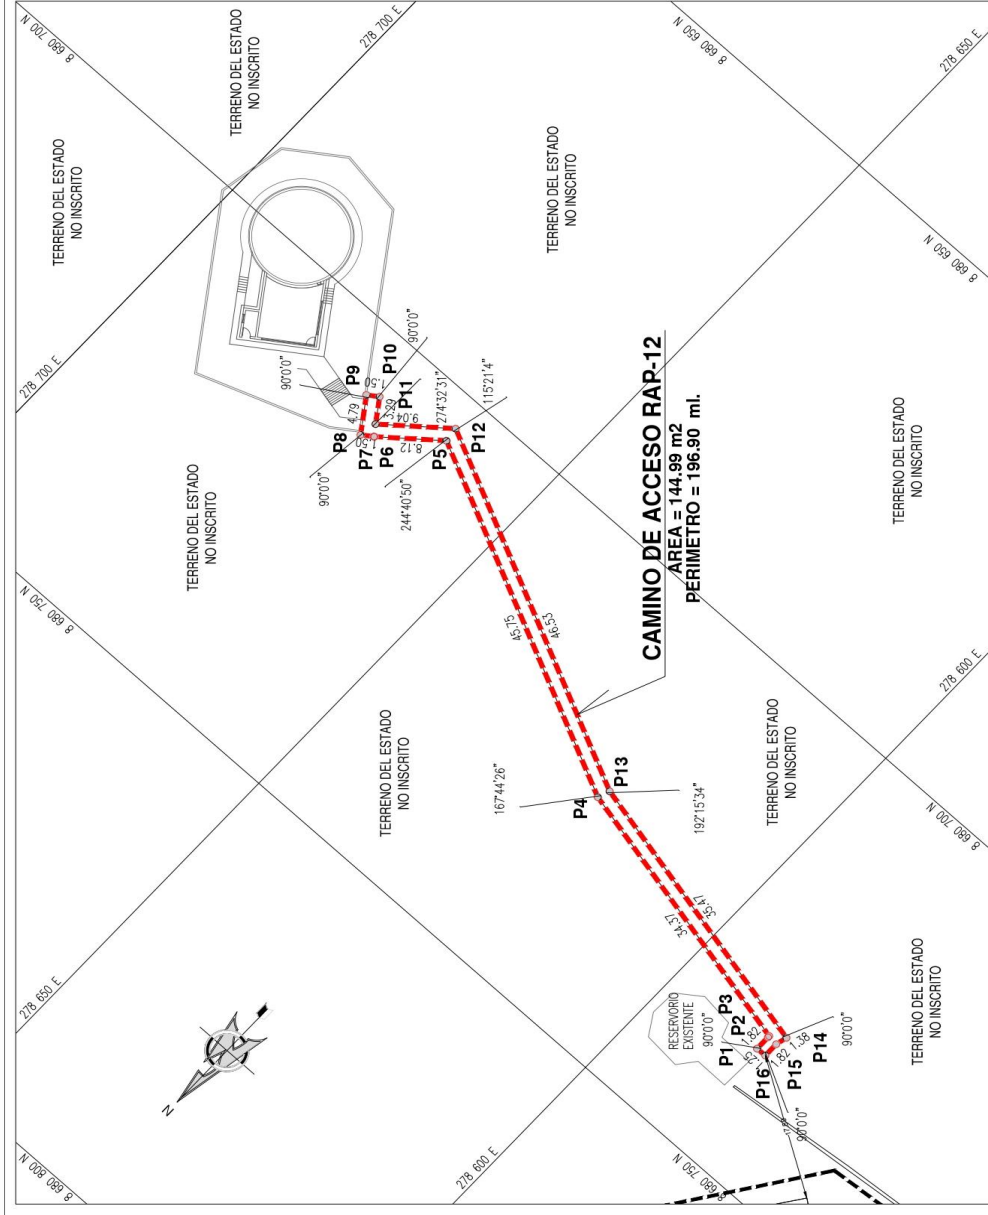 8 680 700 N
278 700 E
8 680 650 N
278 650 E
TERRENO DEL ESTADO
NO INSCRITO
TERRENO DEL ESTADO
NO INSCRITO
TERRENO DEL ESTADO
NO INSCRITO
8 680 650 N
278 700 E
90°0'0"
P9
1.50
P10
90°0'0"
4.79
3.29
P11
P8
P7
1.50
P6
9.04
8.12
274°32'31"
115°21'4"
P12
P5
90°0'0"
244°40'50"
TERRENO DEL ESTADO
NO INSCRITO
TERRENO DEL ESTADO
NO INSCRITO
CAMINO DE ACCESO RAP-12
AREA = 144.99 m2
PERIMETRO = 196.90 ml.
8 680 750 N
45.75
46.53
278 600 E
TERRENO DEL ESTADO
NO INSCRITO
TERRENO DEL ESTADO
NO INSCRITO
167°44'26"
P4
P13
192°15'34"
8 680 700 N
34.37
35.47
278 650 E
N
RESERVORIO
EXISTENTE
90°0'0"
P1
P2
P3
1.82
1.25
P16
1.82
P15
1.38
P14
90°0'0"
90°0'0"
TERRENO DEL ESTADO
NO INSCRITO
8 680 800 N
278 600 E
8 680 750 N